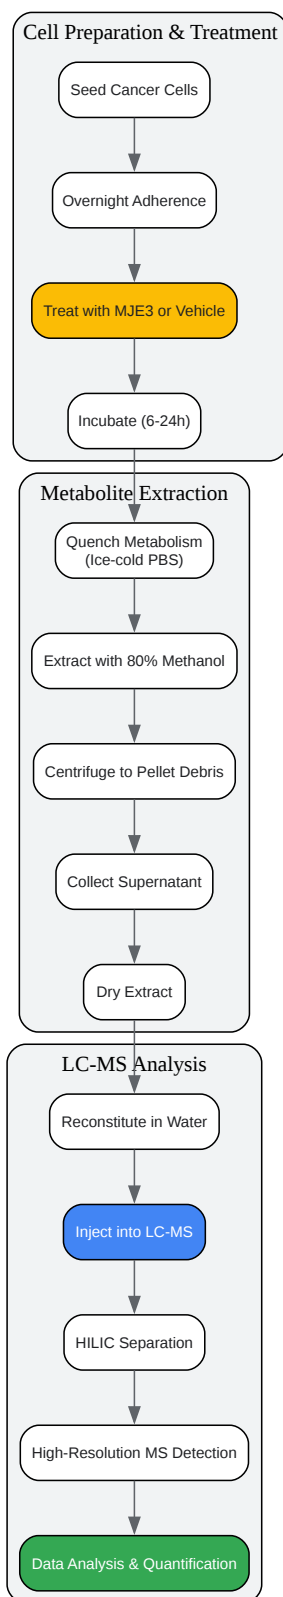 Cell Preparation & Treatment
Seed Cancer Cells
Overnight Adherence
Treat with MJE3 or Vehicle
Incubate (6-24h)
Metabolite Extraction
Quench Metabolism
(Ice-cold PBS)
Extract with 80% Methanol
Centrifuge to Pellet Debris
Collect Supernatant
Dry Extract
LC-MS Analysis
Reconstitute in Water
Inject into LC-MS
HILIC Separation
High-Resolution MS Detection
Data Analysis & Quantification